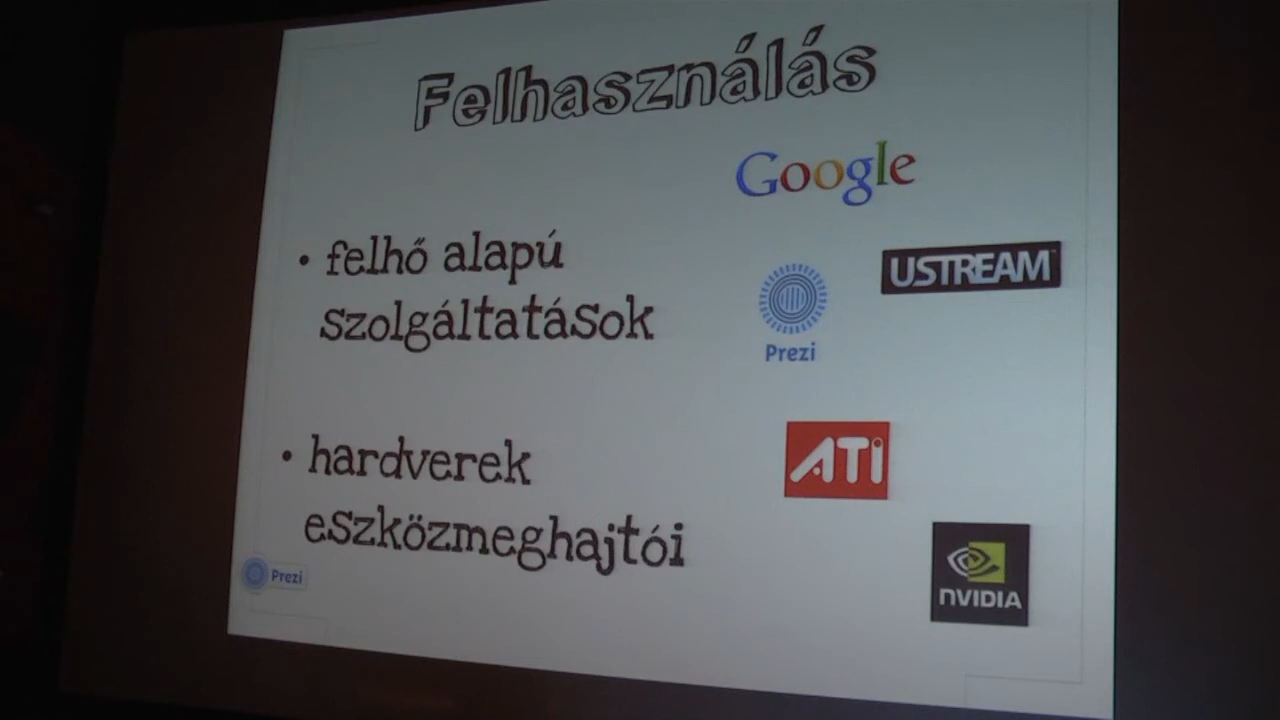 Felhasználás
Google
• felhő alapú
szolgáltatások
USTREAM
Prezi
ATi
• hardverek
eszközmeghajtói
NVIDIA
Prezi